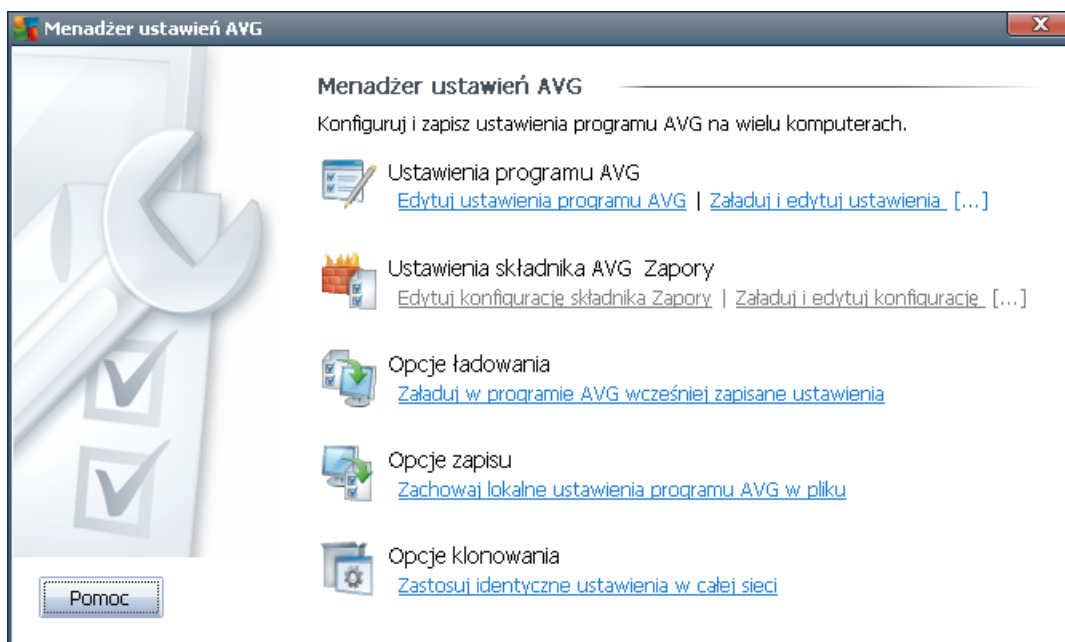 Menadżer ustawień AVG
Menadżer ustawień AVG
Konfiguruj i zapisz ustawienia programu AVG na wielu komputerach.
Ustawienia programu AVG
Edytuj ustawienia programu AVG | Załaduj i edytuj ustawienia [...]
Ustawienia składnika AVG Zapory
Edytuj konfigurację składnika Zapory | Załaduj i edytuj konfigurację [...]
Opcje ładowania
Załaduj w programie AVG wcześniej zapisane ustawienia
Opcje zapisu
Zachowaj lokalne ustawienia programu AVG w pliku
Opcje klonowania
Zastosuj identyczne ustawienia w całej sieci
Pomoc